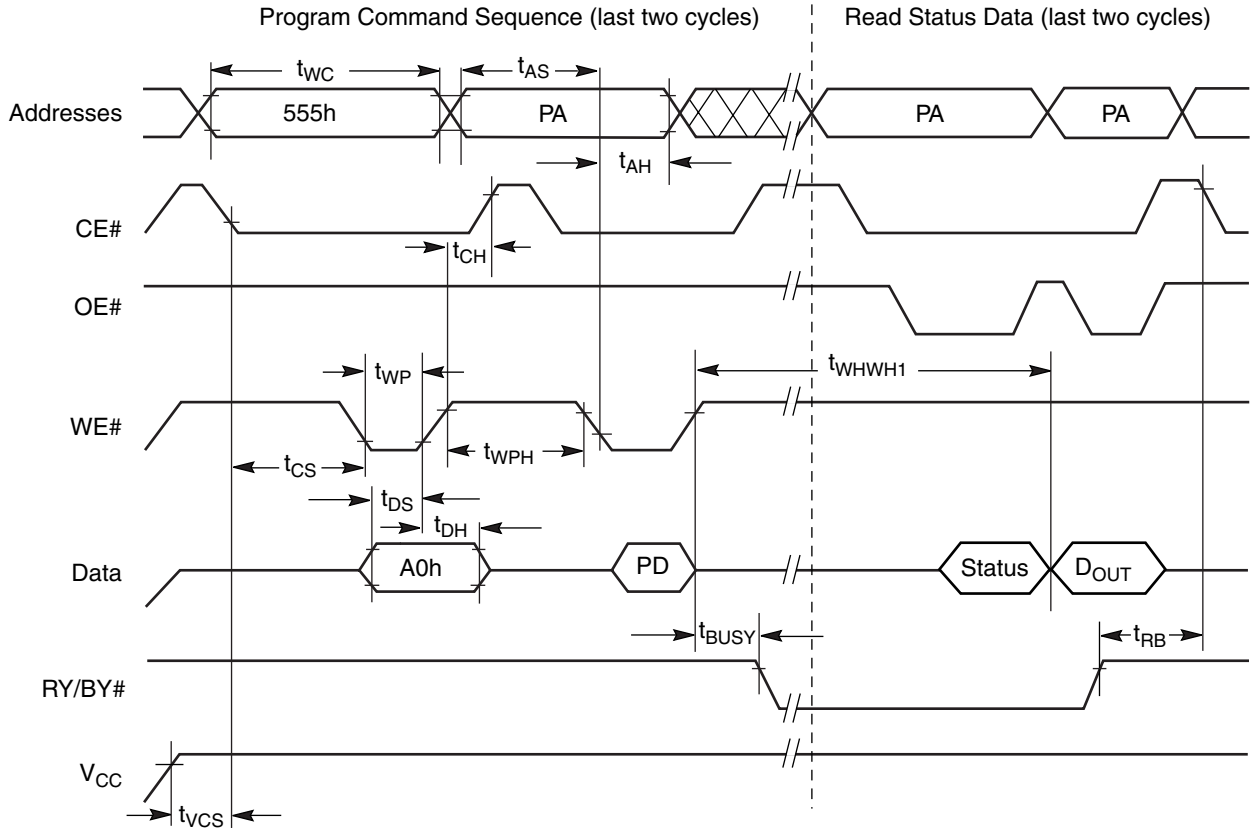 Program Command Sequence (last two cycles)
Read Status Data (last two cycles)
tWC
tAS
Addresses
555h
PA
PA
PA
tAH
CE#
tCH
OE#
tWP
tWHWH1
WE#
tCS
tWPH
tDS
tDH
Data
A0h
PD
Status
DOUT
tBUSY
tRB
RY/BY#
VCC
tVCS